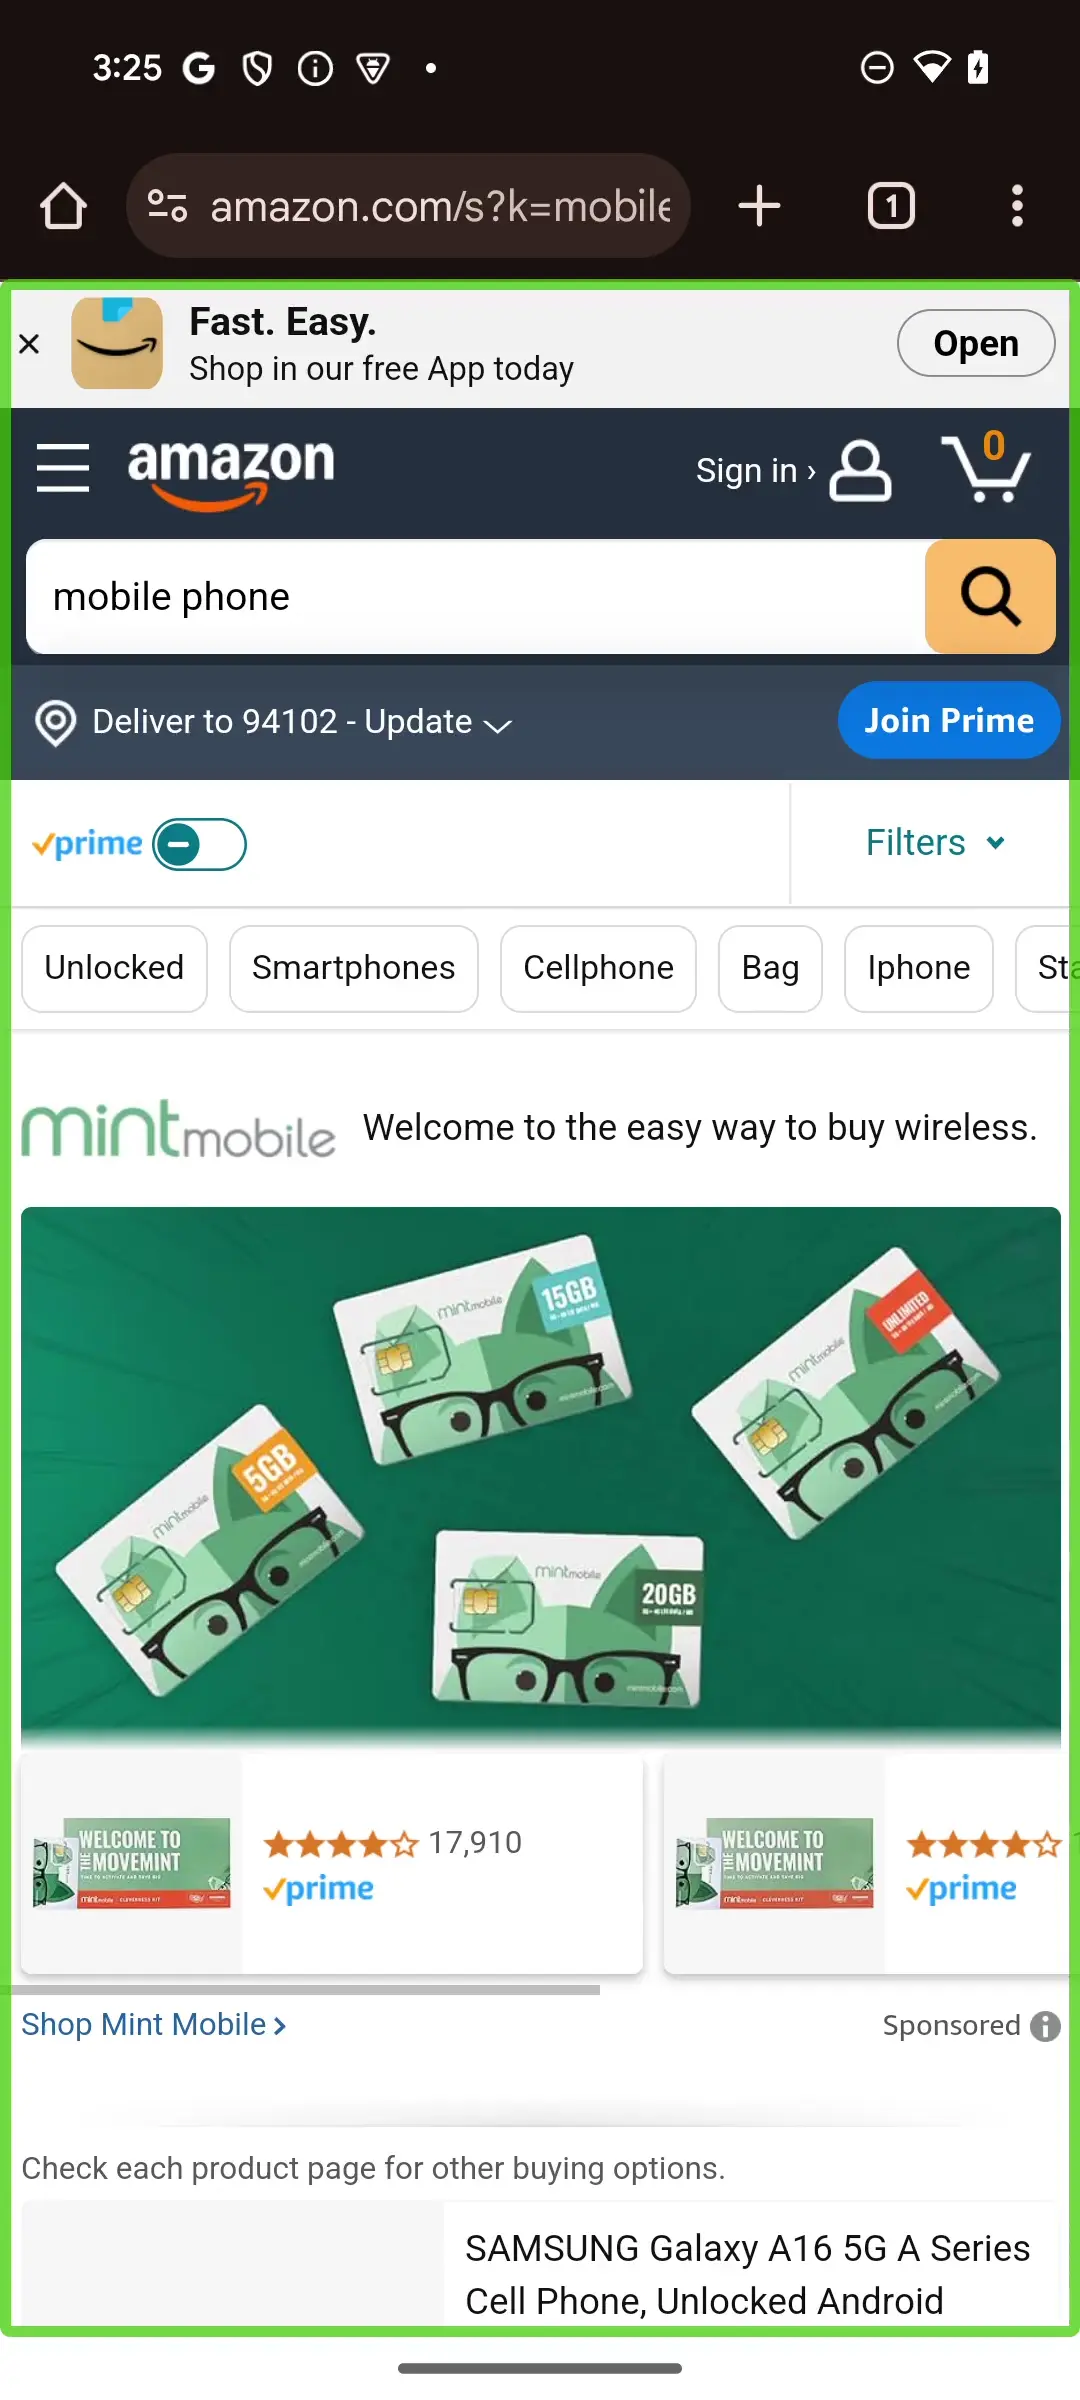 3:25
amazon.com/s?k=mobile
1
Fast. Easy.
Shop in our free App today
Open
amazon
Sign in ›
0
mobile phone
Deliver to 94102 - Update
Join Prime
prime
Filters
Unlocked
Smartphones
Cellphone
Bag
Iphone
Sta
mintmobile
Welcome to the easy way to buy wireless.
mintmobile
15GB
mintmobile
UNLIMITED
mintmobile
5GB
mintmobile
20GB
WELCOME TO
THE MOVEMINT
mintmobile
17,910
prime
WELCOME TO
THE MOVEMINT
mintmobile
prime
Shop Mint Mobile ›
Sponsored
Check each product page for other buying options.
SAMSUNG Galaxy A16 5G A Series
Cell Phone, Unlocked Android